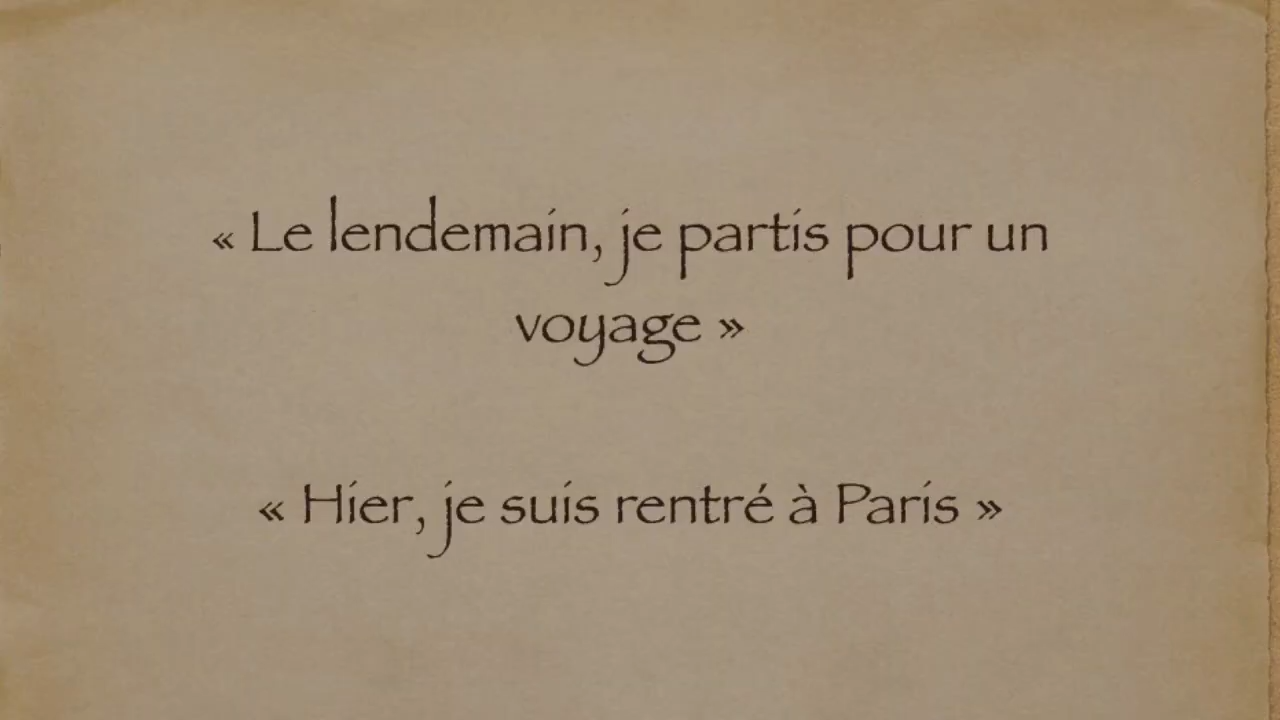 « Le lendemain, je partis pour un
voyage »
« Hier, je suis rentré à Paris »